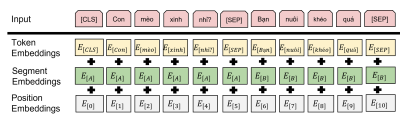 Input [CLS] Con mèo xinh nhỉ? [SEP] Bạn nuôi khéo quá [SEP]
Token Embeddings E[CLS] E[Con] E[mèo] E[xinh] E[nhỉ?] E[SEP] E[Bạn] E[nuôi] E[khéo] E[quá] E[SEP]
Segment Embeddings E[A] E[A] E[A] E[A] E[A] E[A] E[B] E[B] E[B] E[B] E[B]
Position Embeddings E[0] E[1] E[2] E[3] E[4] E[5] E[6] E[7] E[8] E[9] E[10]